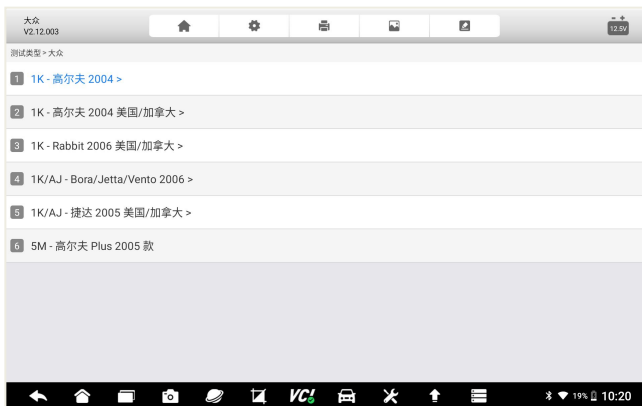 大众
V2.12.003
12.5V
测试类型 > 大众
1 1K - 高尔夫 2004 >
2 1K - 高尔夫 2004 美国/加拿大 >
3 1K - Rabbit 2006 美国/加拿大 >
4 1K/AJ - Bora/Jetta/Vento 2006 >
5 1K/AJ - 捷达 2005 美国/加拿大 >
6 5M - 高尔夫 Plus 2005 款
VCI 19% 10:20